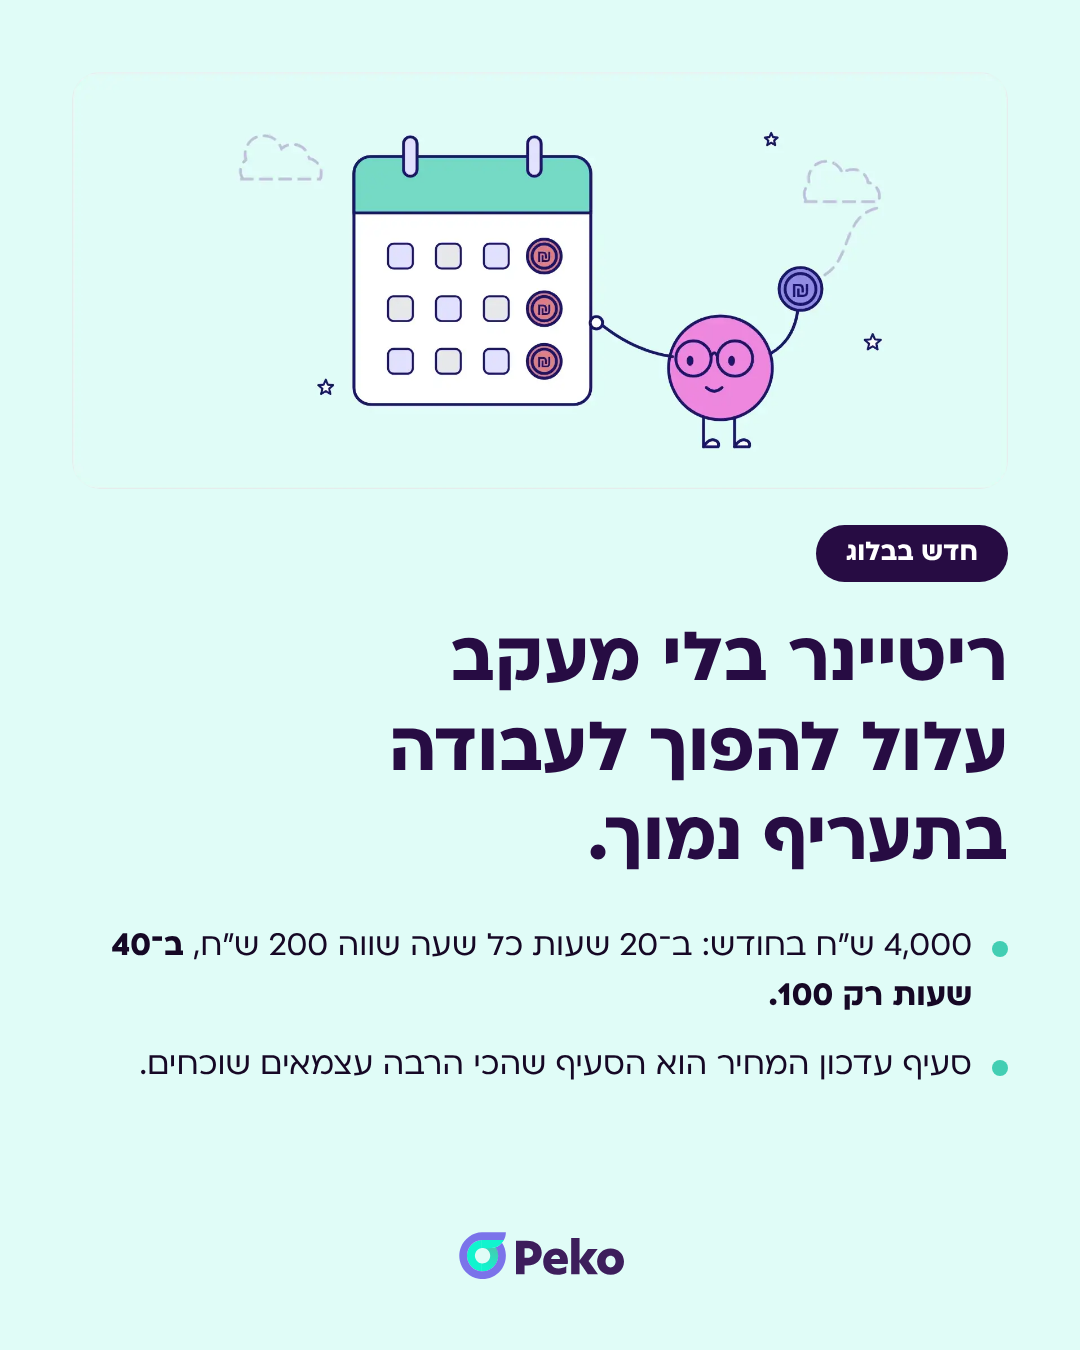 ₪
₪
₪
₪
חדש בבלוג
ריטיינר בלי מעקב
עלול להפוך לעבודה
בתעריף נמוך.
4,000 ש"ח בחודש: ב־20 שעות כל שעה שווה 200 ש"ח, ב־40
שעות רק 100.
סעיף עדכון המחיר הוא הסעיף שהכי הרבה עצמאים שוכחים.
Peko